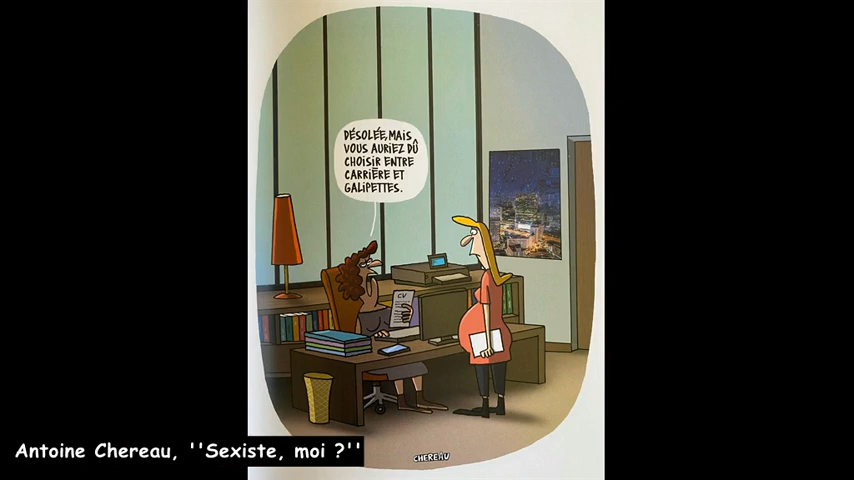 DÉSOLÉE, MAIS
VOUS AURIEZ DÛ
CHOISIR ENTRE
CARRIÈRE ET
GALIPETTES.
CV
CHEREAU
Antoine Chereau, ''Sexiste, moi ?''